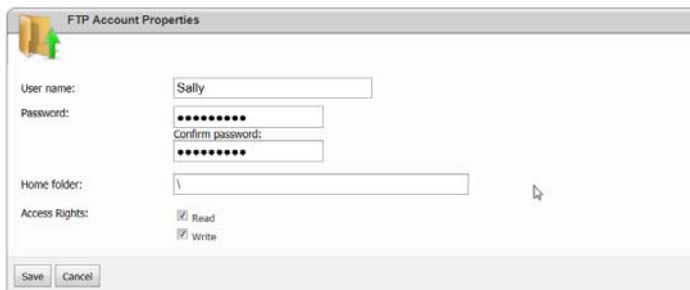 FTP Account Properties
User name: Sally
Password: •••••••••
Confirm password:
•••••••••
Home folder: \
Access Rights: Read
Write
Save Cancel